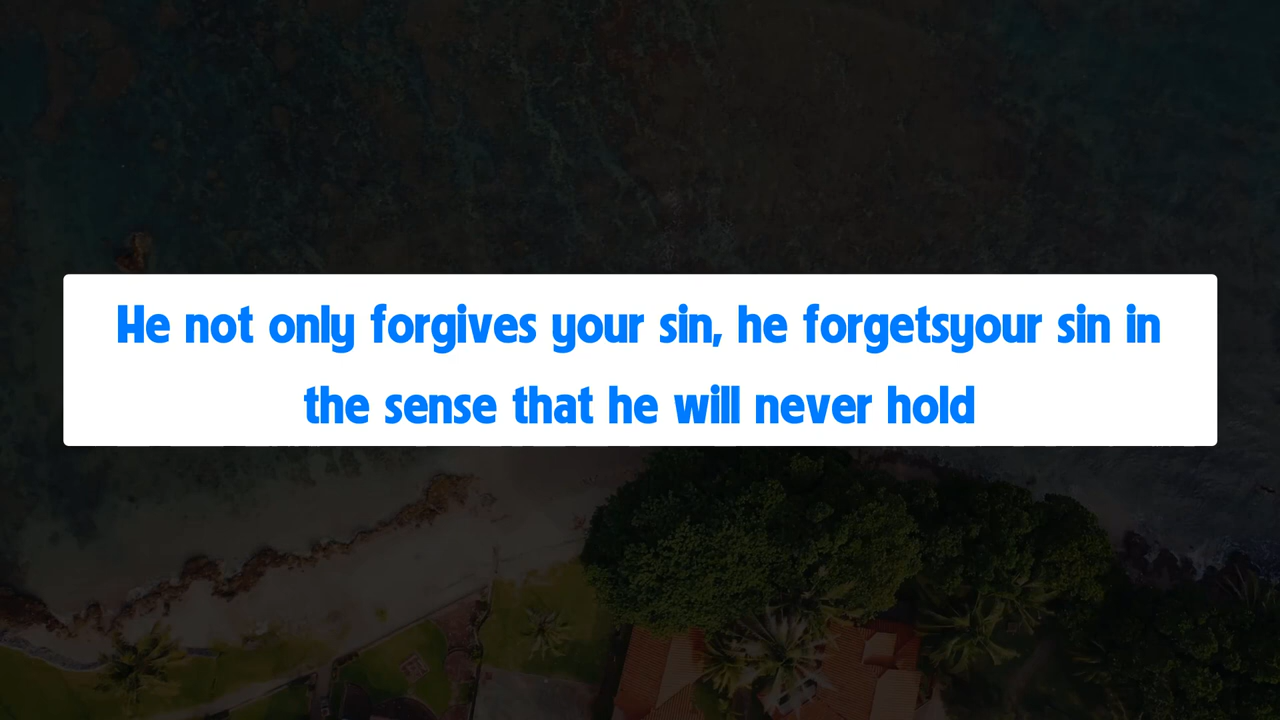 He not only forgives your sin, he forgetsyour sin in
the sense that he will never hold